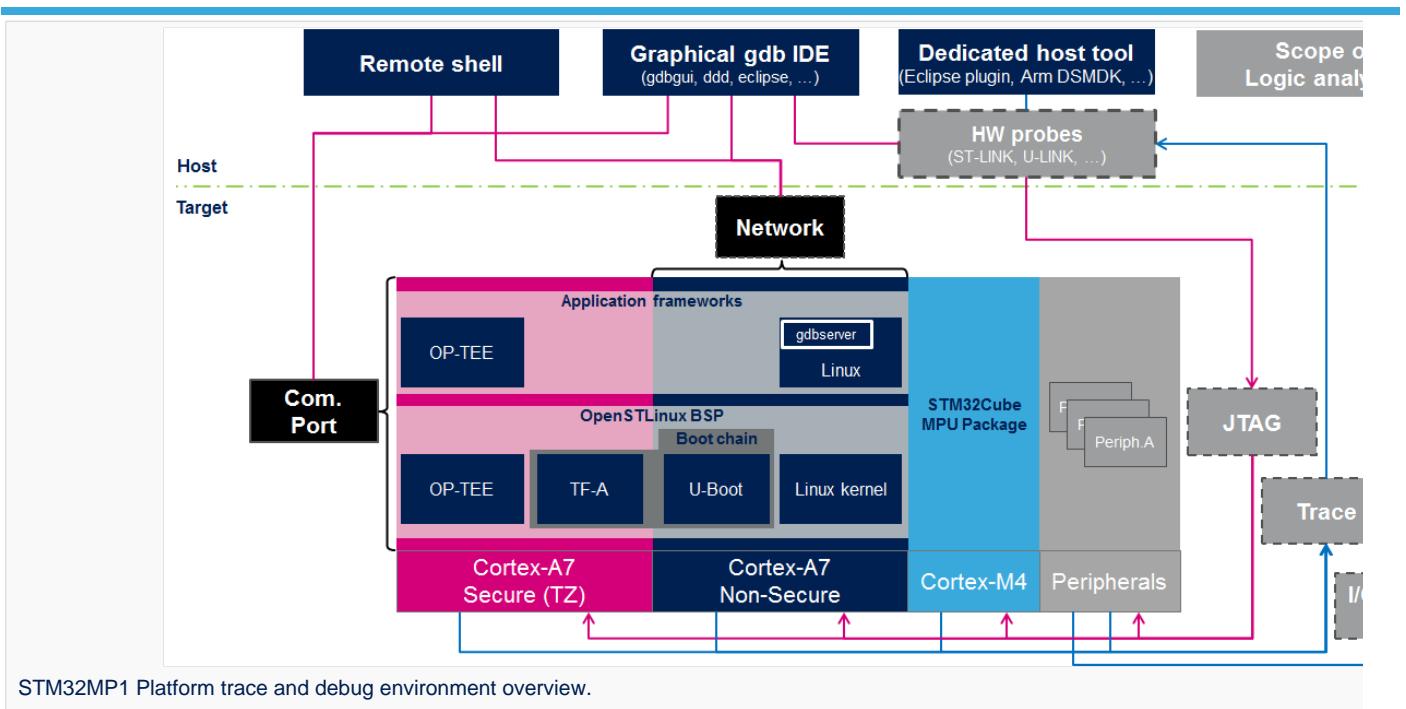 Remote shell
Graphical gdb IDE
(gdbgui, ddd, eclipse, …)
Dedicated host tool
(Eclipse plugin, Arm DSMDK, …)
Scope o
Logic analy
HW probes
(ST-LINK, U-LINK, …)
Host
Target
Network
Application frameworks
OP-TEE
gdbserver
Linux
Com.
Port
OpenSTLinux BSP
Boot chain
OP-TEE
TF-A
U-Boot
Linux kernel
STM32Cube
MPU Package
P
P
Periph.A
JTAG
Trace
Cortex-A7
Secure (TZ)
Cortex-A7
Non-Secure
Cortex-M4
Peripherals
STM32MP1 Platform trace and debug environment overview.